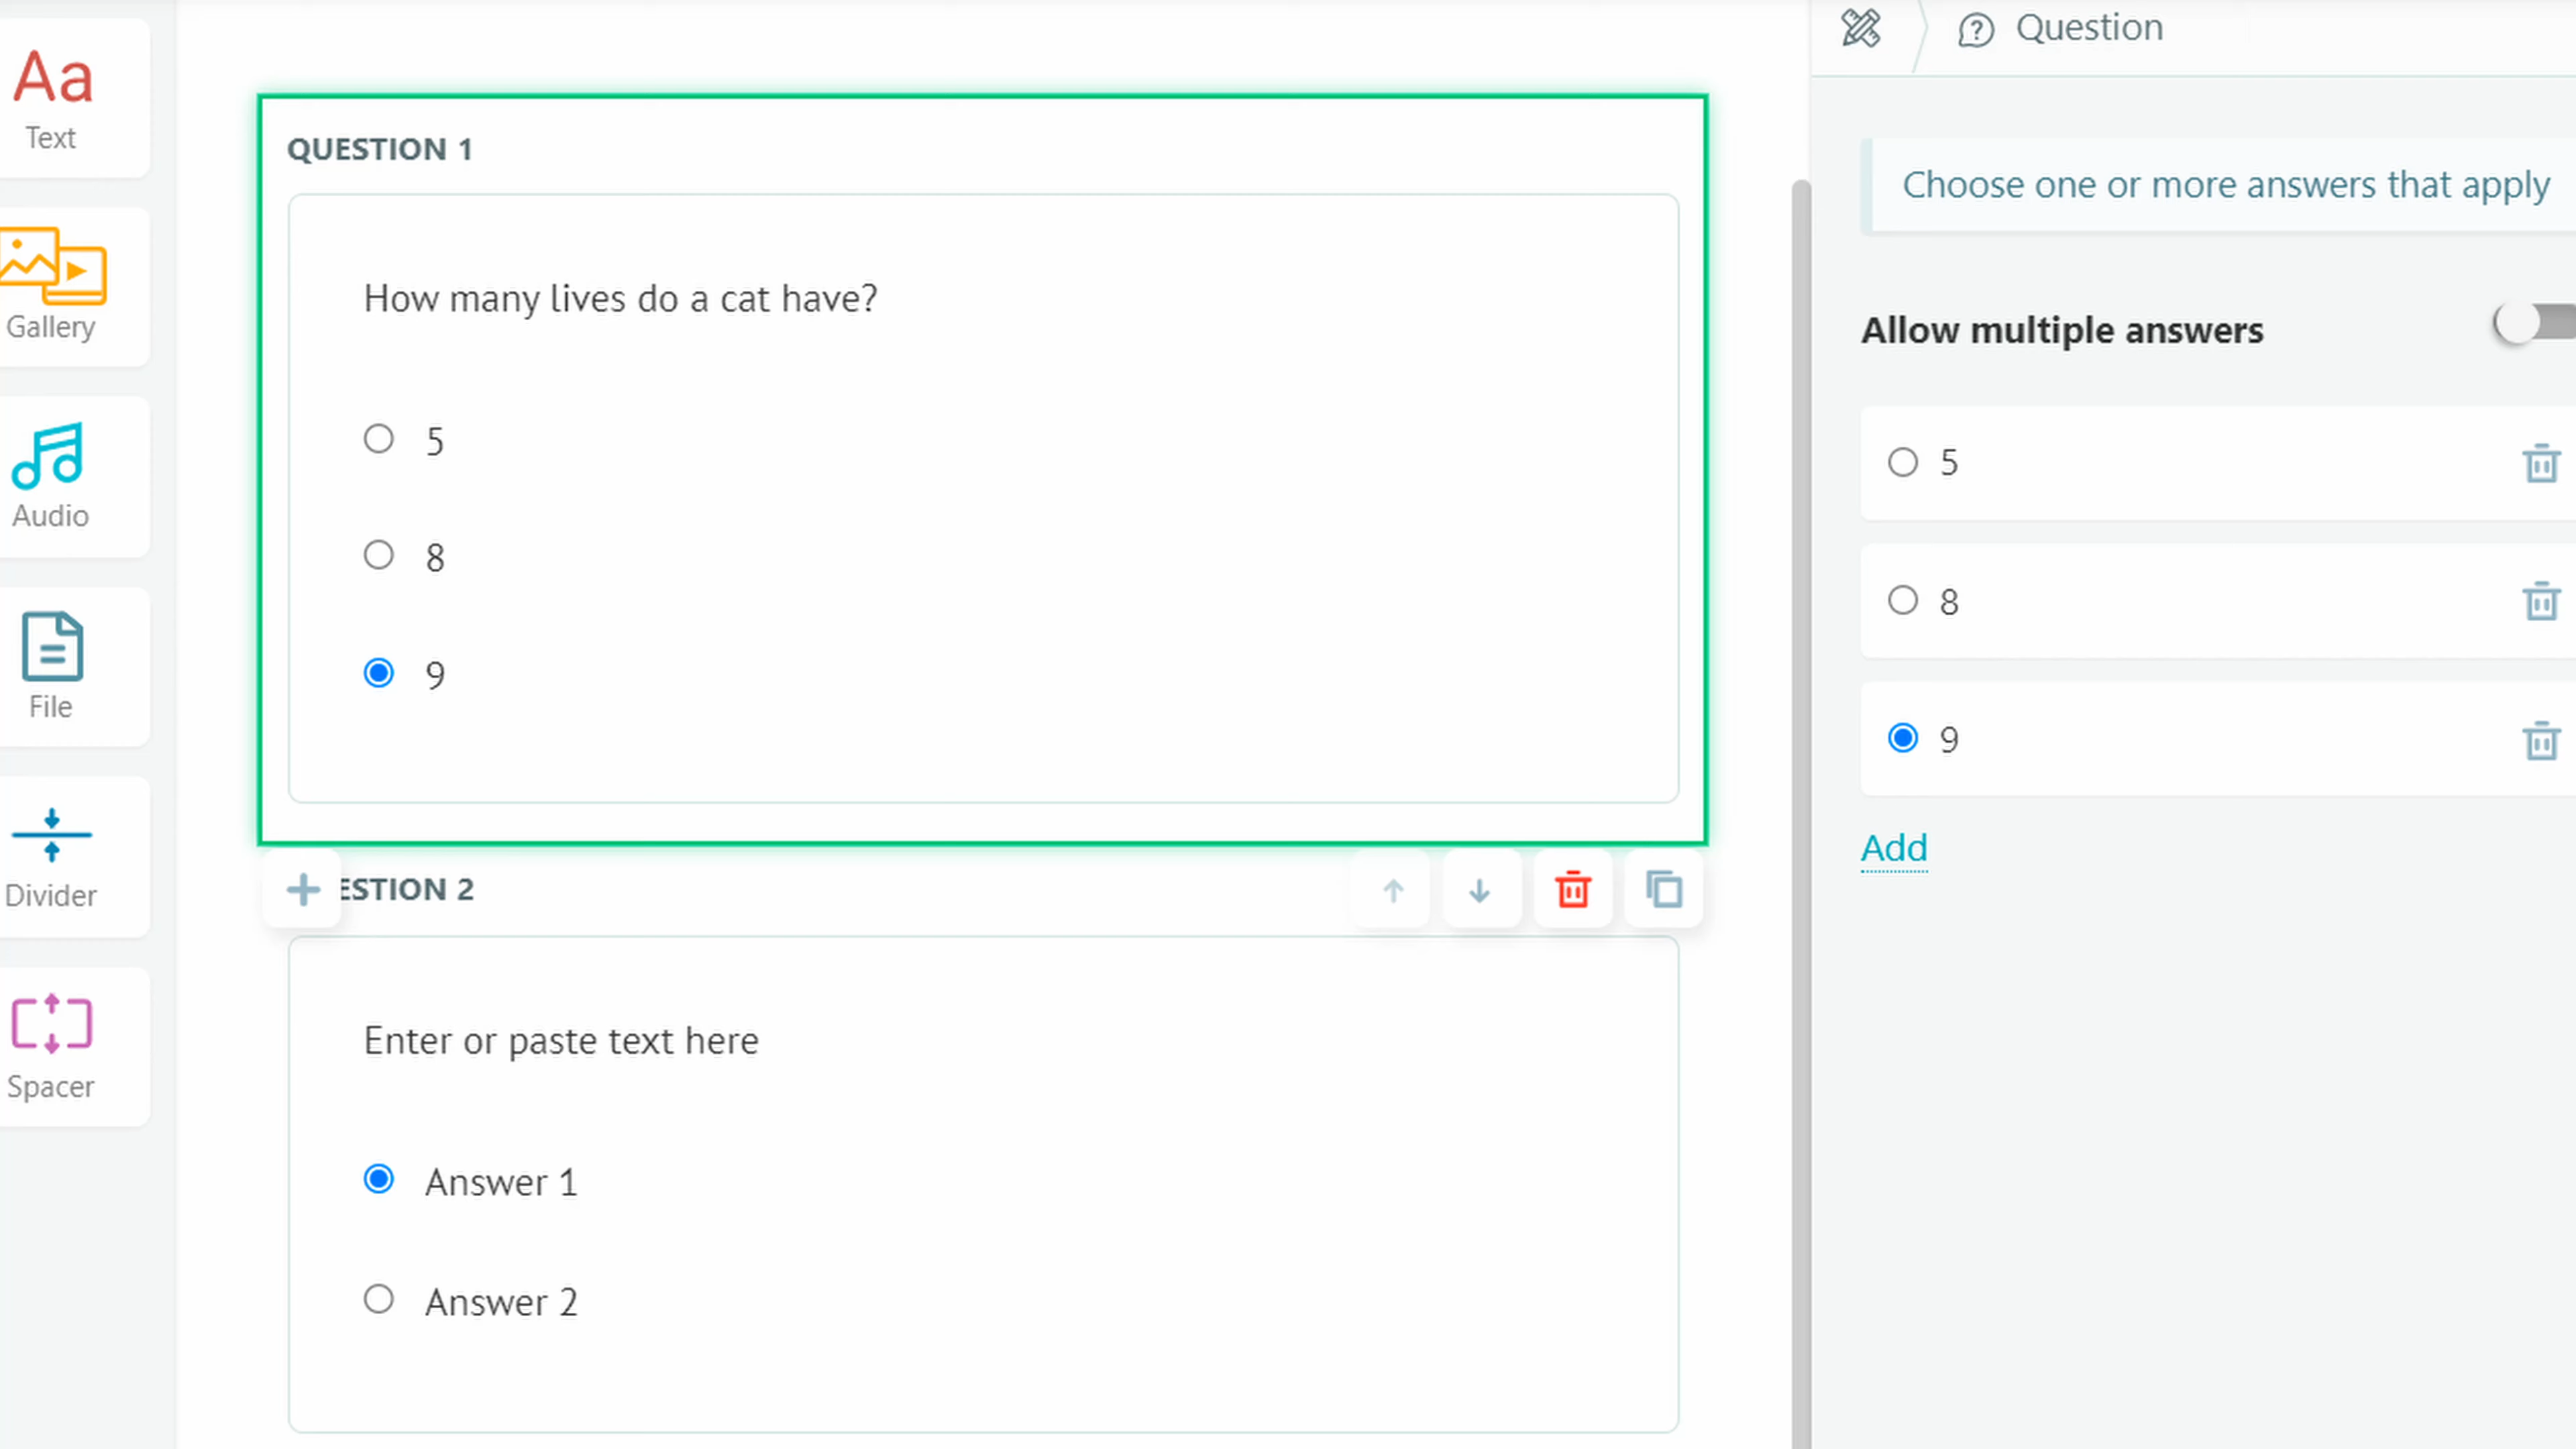 Aa
Text
Gallery
Audio
File
Divider
Spacer
QUESTION 1
How many lives do a cat have?
5
8
9
ESTION 2
Enter or paste text here
Answer 1
Answer 2
Question
Choose one or more answers that apply
Allow multiple answers
5
8
9
Add